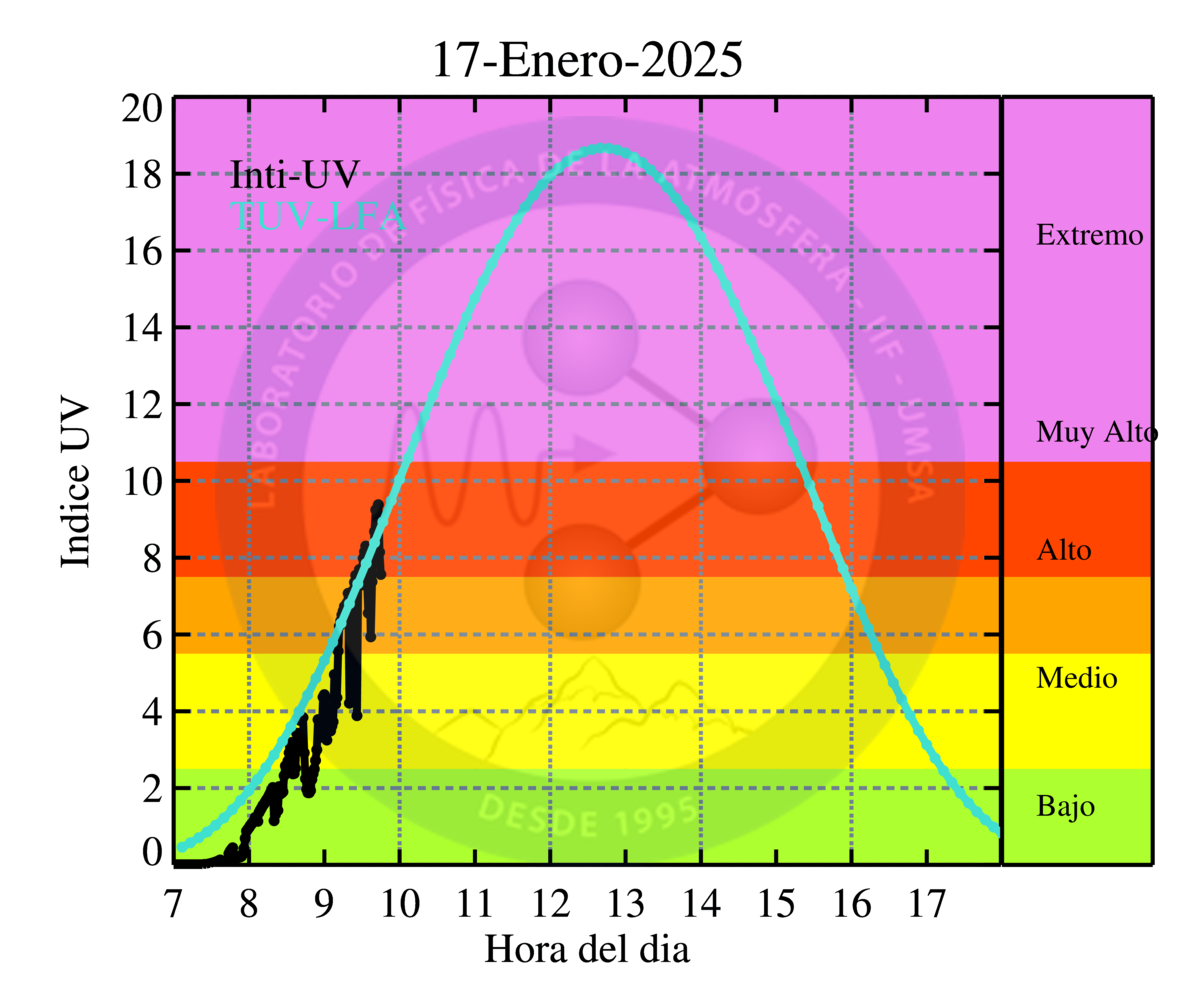 17-Enero-2025
Indice UV
20
18
16
14
12
10
8
6
4
2
0
Inti-UV
TUV-LFA
LABORATORIO DE FÍSICA DE LA ATMÓSFERA - IIF - UMSA
DESDE 1995
Extremo
Muy Alto
Alto
Medio
Bajo
7 8 9 10 11 12 13 14 15 16 17
Hora del dia